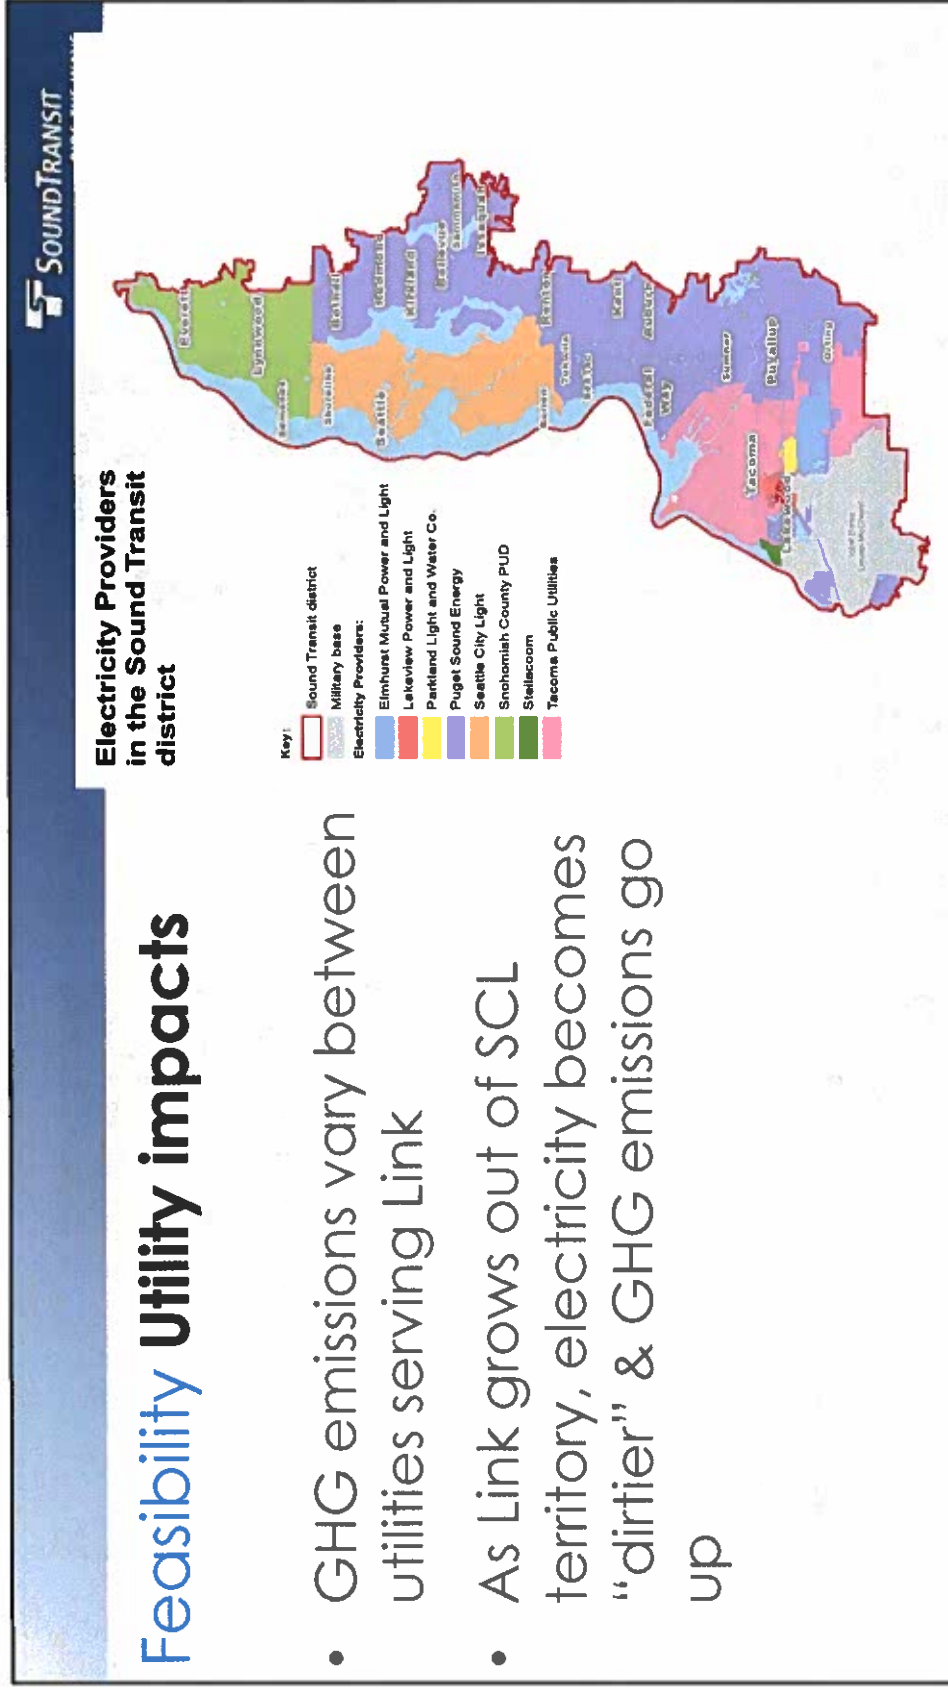 SOUNDTRANSIT
Feasibility Utility impacts
• GHG emissions vary between
utilities serving Link
• As Link grows out of SCL
territory, electricity becomes
“dirtier” & GHG emissions go
up
Electricity Providers
in the Sound Transit
district
Key:
Sound Transit district
Military base
Electricity Providers:
Elmhurst Mutual Power and Light
Lakeview Power and Light
Parkland Light and Water Co.
Puget Sound Energy
Seattle City Light
Snohomish County PUD
Steilacoom
Tacoma Public Utilities
Everett
Lynnwood
Edmonds
Shoreline
Bothell
Seattle
Redmond
Kirkland
Bellevue
Sammamish
Issaquah
Renton
Burien
Tukwila
SeaTac
Kent
Auburn
Federal
Way
Sumner
Puyallup
Orting
Tacoma
Lakewood